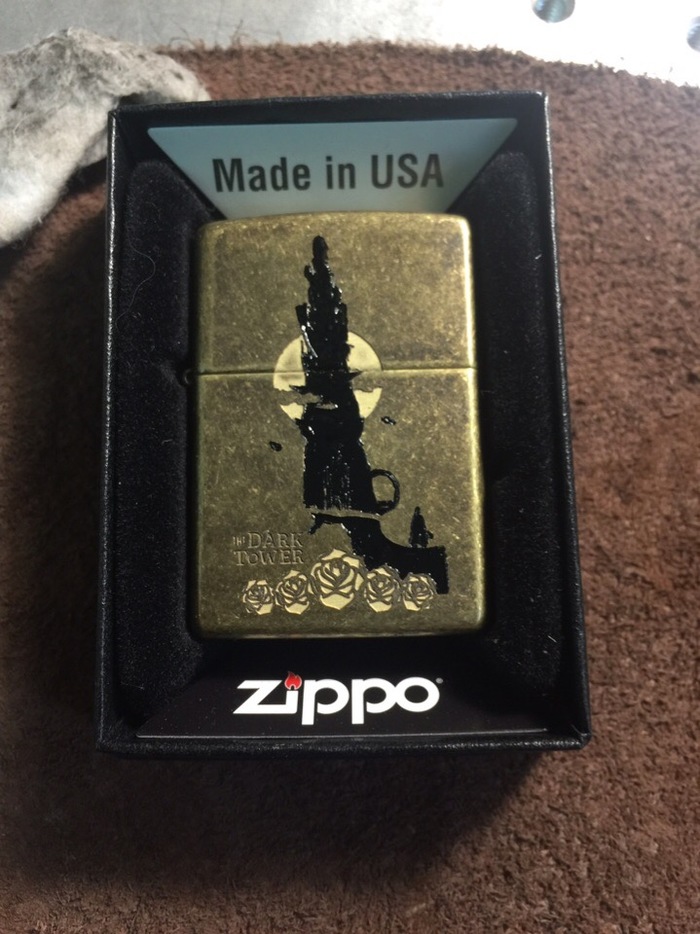 Made in USA
THE DARK
TOWER
zippo®